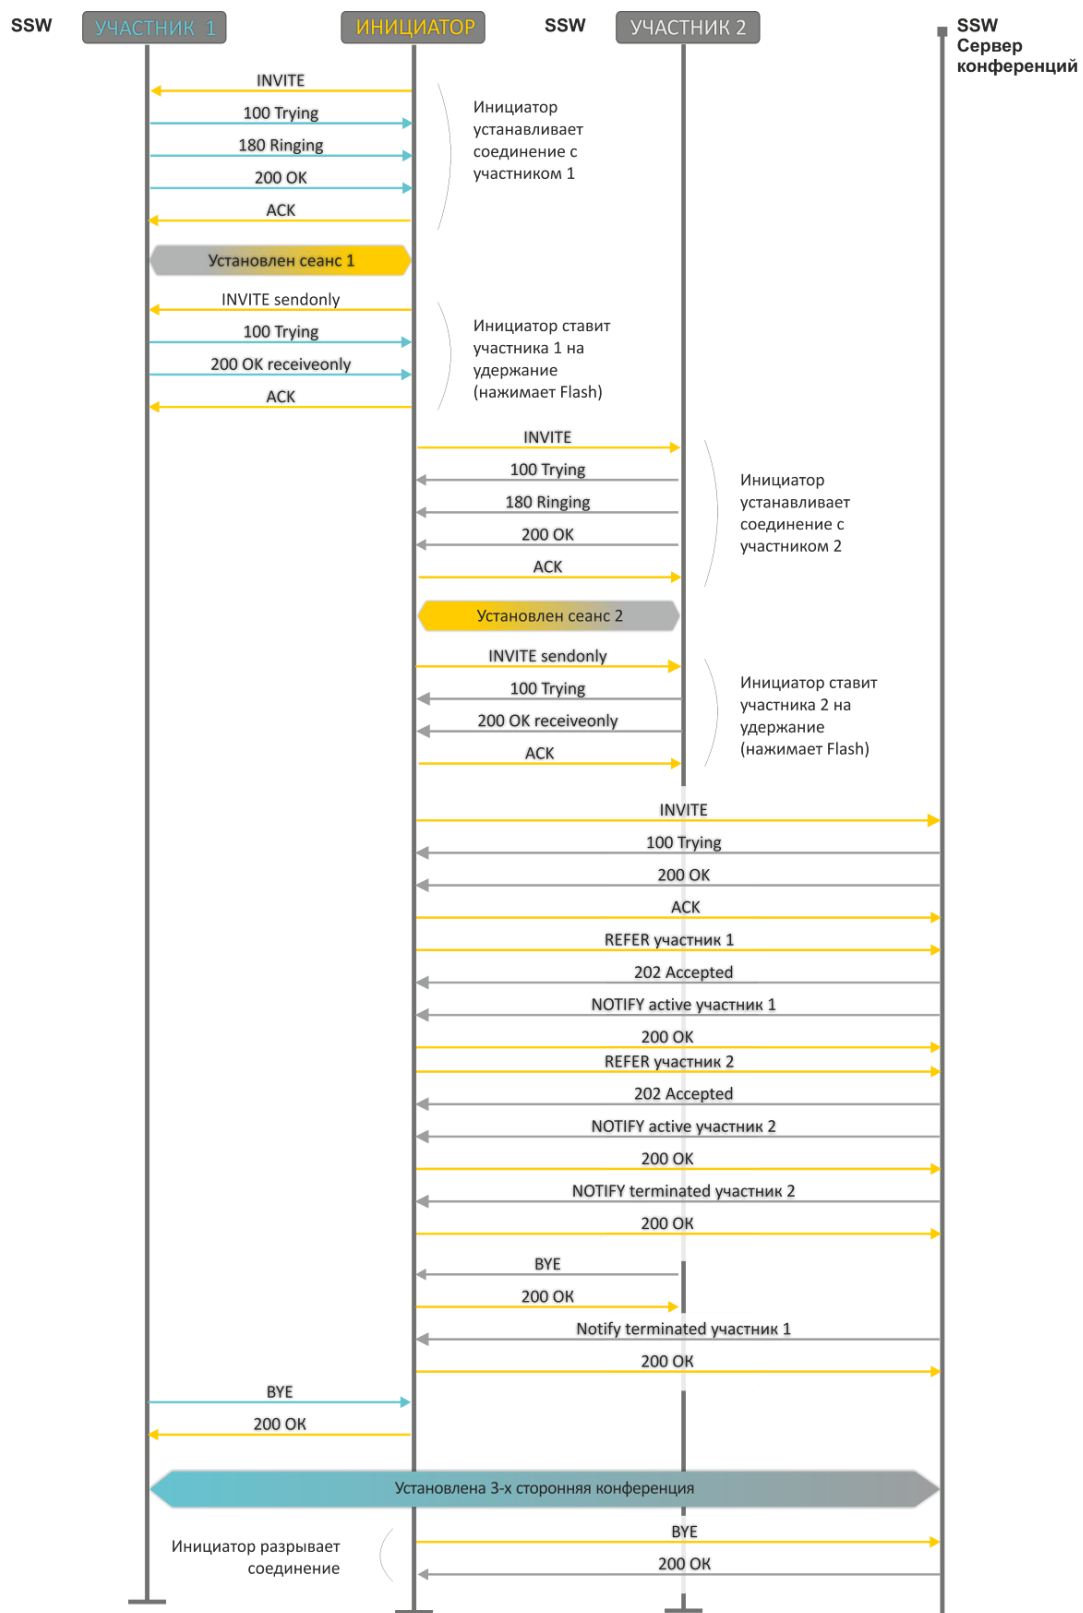 SSW
УЧАСТНИК 1
ИНИЦИАТОР
SSW
УЧАСТНИК 2
SSW
Сервер
конференций
INVITE
100 Trying
180 Ringing
200 OK
ACK
Инициатор
устанавливает
соединение с
участником 1
Установлен сеанс 1
INVITE sendonly
100 Trying
200 OK receiveonly
ACK
Инициатор ставит
участника 1 на
удержание
(нажимает Flash)
INVITE
100 Trying
180 Ringing
200 OK
ACK
Инициатор
устанавливает
соединение с
участником 2
Установлен сеанс 2
INVITE sendonly
100 Trying
200 OK receiveonly
ACK
Инициатор ставит
участника 2 на
удержание
(нажимает Flash)
INVITE
100 Trying
200 OK
ACK
REFER участник 1
202 Accepted
NOTIFY active участник 1
200 OK
REFER участник 2
202 Accepted
NOTIFY active участник 2
200 OK
NOTIFY terminated участник 2
200 OK
BYE
200 OK
Notify terminated участник 1
200 OK
BYE
200 OK
Установлена 3-х сторонняя конференция
Инициатор разрывает
соединение
BYE
200 OK